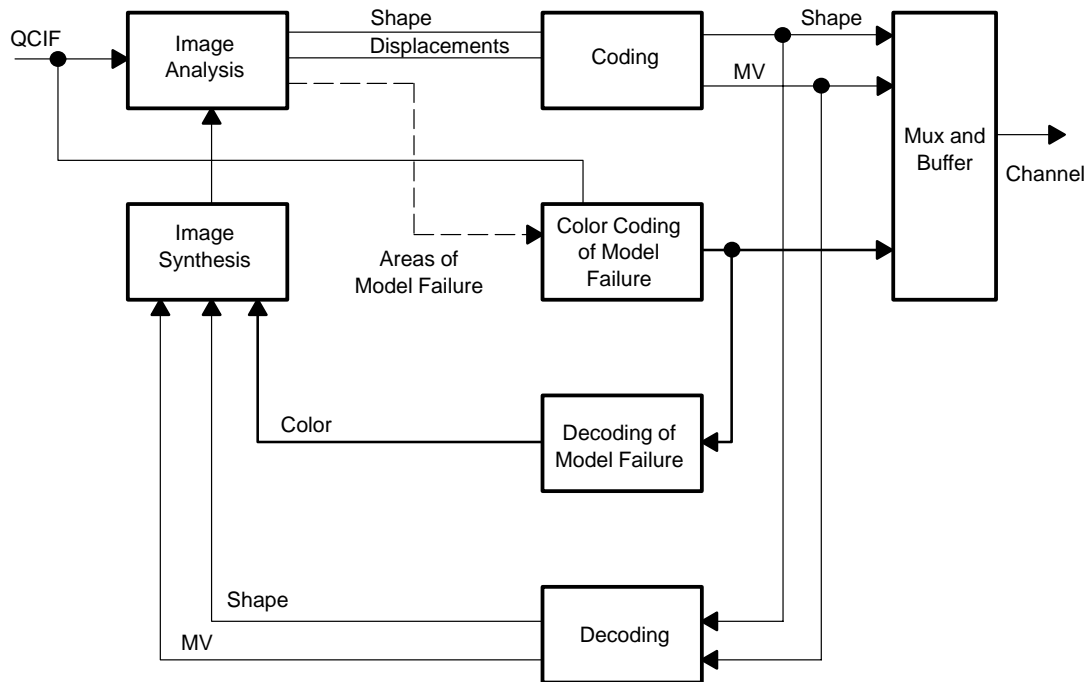 Shape
Shape
QCIF
Image
Analysis
Displacements
Coding
MV
Mux and
Buffer
Channel
Image
Synthesis
Color Coding
of Model
Failure
Areas of
Model Failure
Color
Decoding of
Model Failure
Shape
MV
Decoding